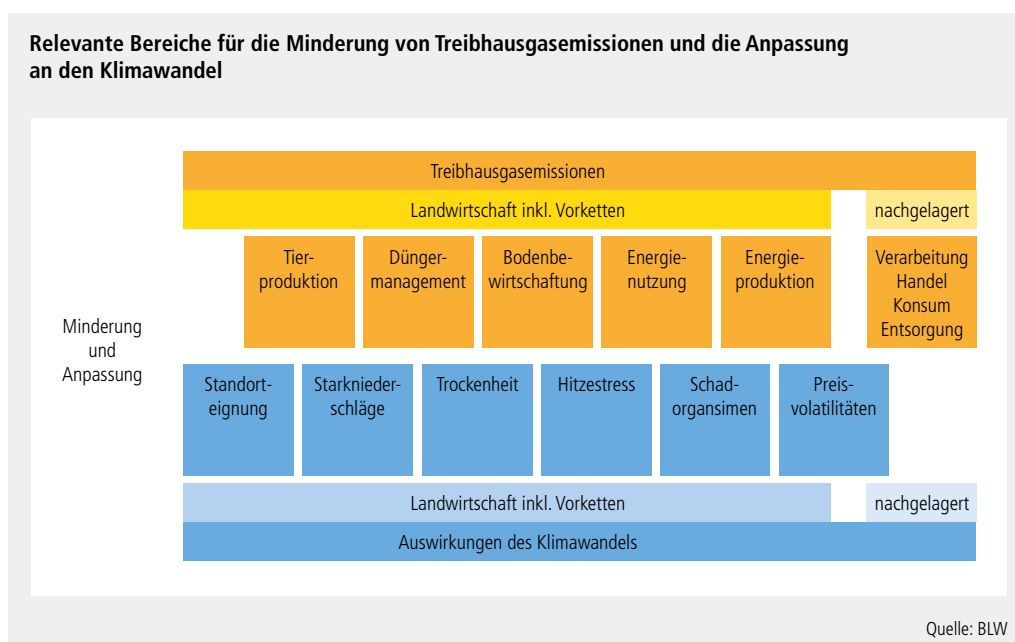 Relevante Bereiche für die Minderung von Treibhausgasemissionen und die Anpassung
an den Klimawandel
Treibhausgasemissionen
Landwirtschaft inkl. Vorketten
nachgelagert
Tier-
produktion
Dünger-
management
Bodenbe-
wirtschaftung
Energie-
nutzung
Energie-
produktion
Verarbeitung
Handel
Konsum
Entsorgung
Minderung
und
Anpassung
Standort-
eignung
Starknieder-
schläge
Trockenheit
Hitzestress
Schad-
organsimen
Preis-
volatilitäten
Landwirtschaft inkl. Vorketten
nachgelagert
Auswirkungen des Klimawandels
Quelle: BLW